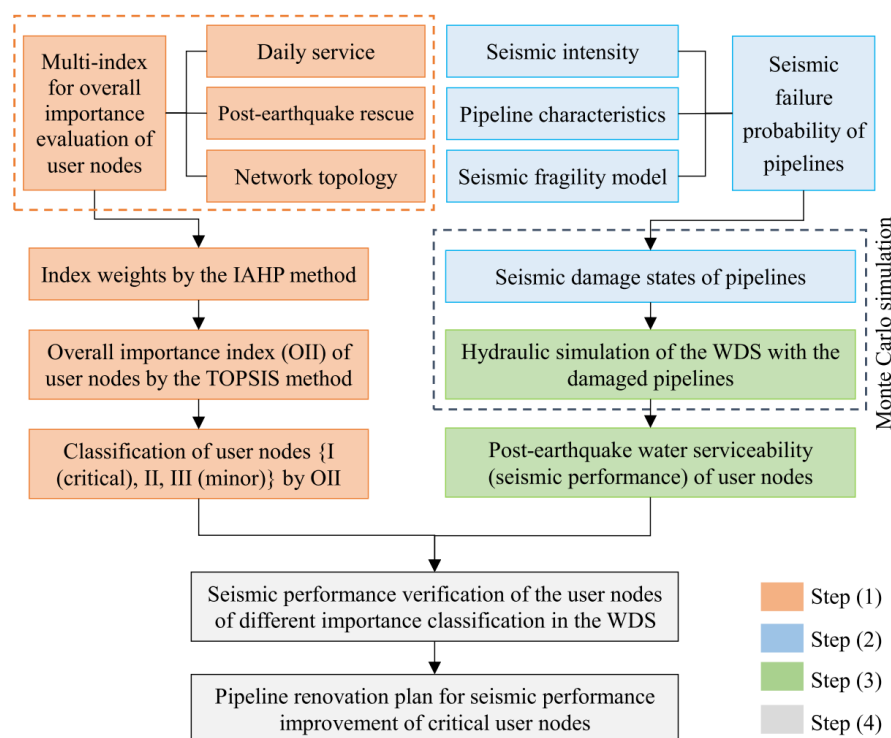 Multi-index
for overall
importance
evaluation of
user nodes
Daily service
Post-earthquake rescue
Network topology
Seismic intensity
Pipeline characteristics
Seismic fragility model
Seismic
failure
probability of
pipelines
Index weights by the IAHP method
Overall importance index (OII) of
user nodes by the TOPSIS method
Classification of user nodes {I
(critical), II, III (minor)} by OII
Seismic damage states of pipelines
Hydraulic simulation of the WDS with the
damaged pipelines
Monte Carlo simulation
Post-earthquake water serviceability
(seismic performance) of user nodes
Seismic performance verification of the user nodes
of different importance classification in the WDS
Pipeline renovation plan for seismic performance
improvement of critical user nodes
Step (1)
Step (2)
Step (3)
Step (4)